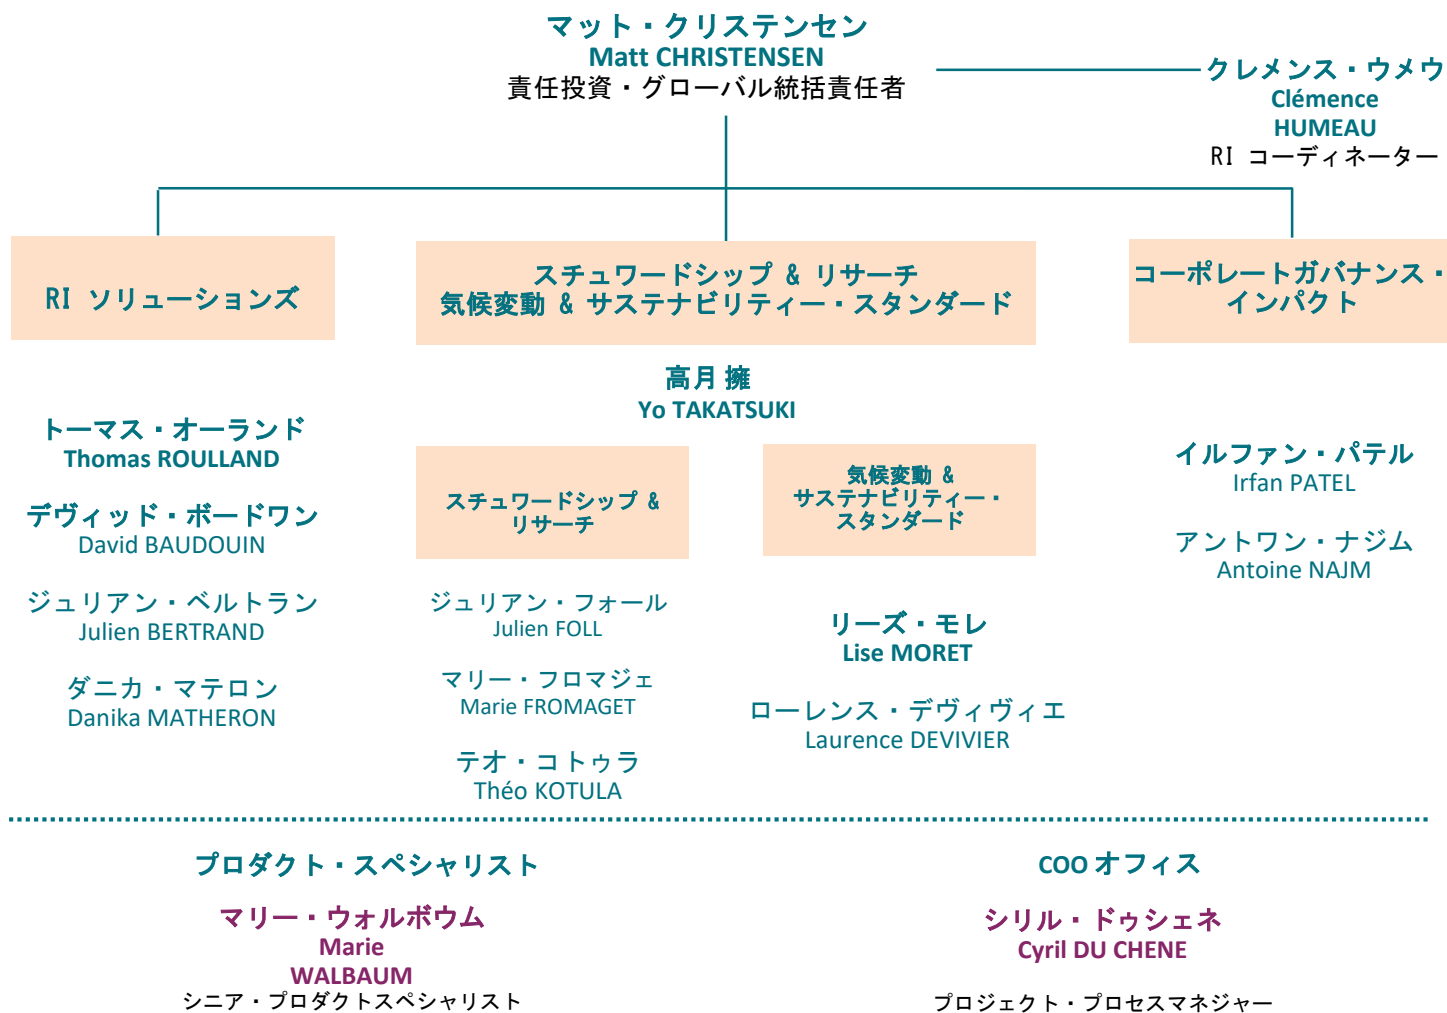 マット・クリステンセン
Matt CHRISTENSEN
責任投資・グローバル統括責任者
クレメンス・ウメウ
Clémence
HUMEAU
RI コーディネーター
RI ソリューションズ
スチュワードシップ & リサーチ
気候変動 & サステナビリティー・スタンダード
コーポレートガバナンス・
インパクト
高月 擁
Yo TAKATSUKI
トーマス・オーランド
Thomas ROULLAND
デヴィッド・ボードワン
David BAUDOUIN
ジュリアン・ベルトラン
Julien BERTRAND
ダニカ・マテロン
Danika MATHERON
スチュワードシップ &
リサーチ
ジュリアン・フォール
Julien FOLL
マリー・フロマジェ
Marie FROMAGET
テオ・コトゥラ
Théo KOTULA
気候変動 &
サステナビリティー・
スタンダード
リーズ・モレ
Lise MORET
ローレンス・デヴィヴィエ
Laurence DEVIVIER
イルファン・パテル
Irfan PATEL
アントワン・ナジム
Antoine NAJM
プロダクト・スペシャリスト
マリー・ウォルボウム
Marie
WALBAUM
シニア・プロダクトスペシャリスト
COO オフィス
シリル・ドゥシェネ
Cyril DU CHENE
プロジェクト・プロセスマネジャー